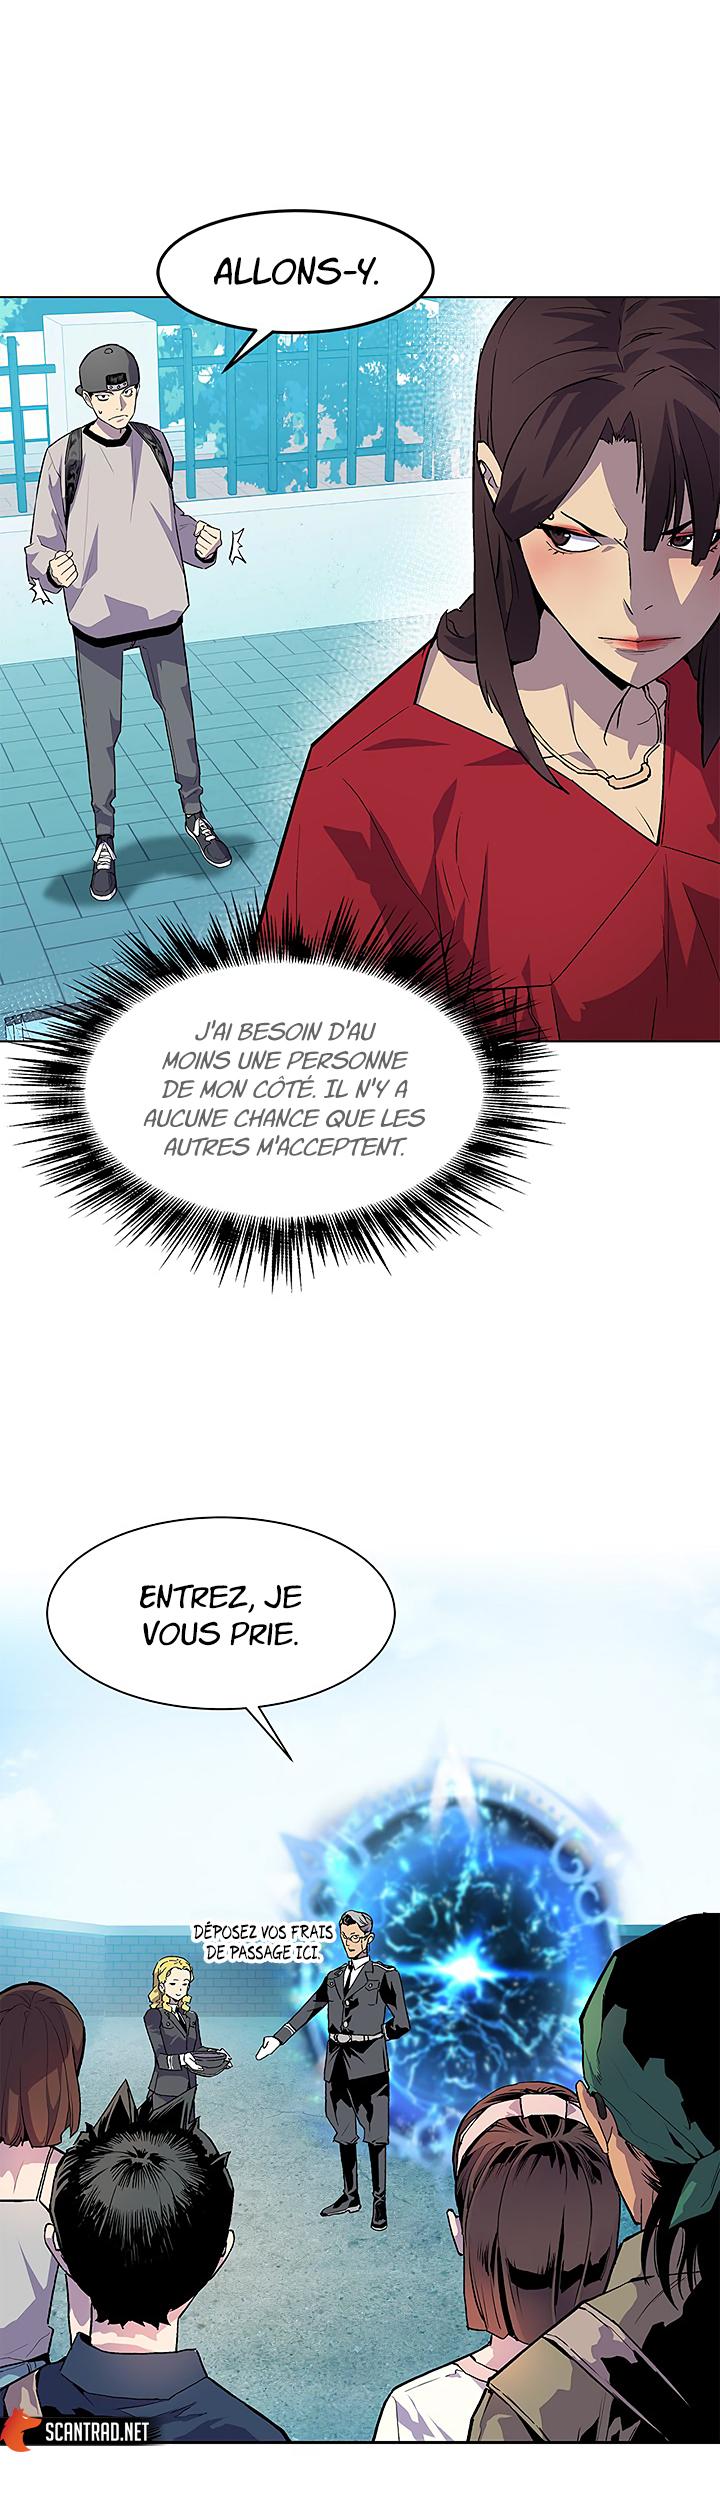 ALLONS-Y.
J'AI BESOIN D'AU
MOINS UNE PERSONNE
DE MON CÔTÉ. IL N'Y A
AUCUNE CHANCE QUE LES
AUTRES M'ACCEPTENT.
ENTREZ, JE
VOUS PRIE.
DÉPOSEZ VOS FRAIS
DE PASSAGE ICI.
SCANTRAD.NET